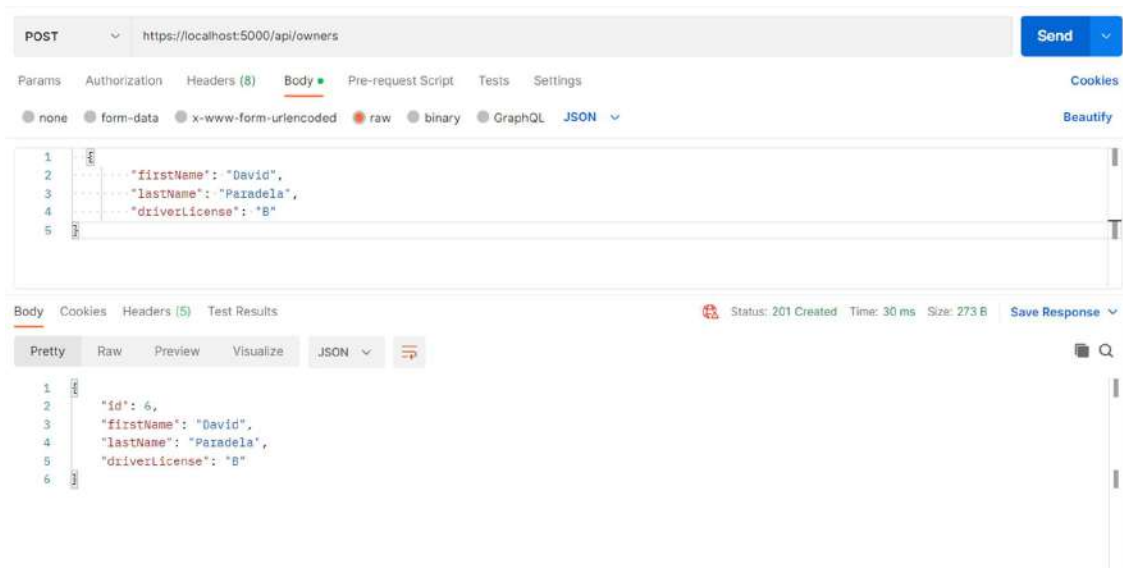 POST https://localhost:5000/api/owners Send
Params Authorization Headers (8) Body Pre-request Script Tests Settings Cookies
none form-data x-www-form-urlencoded raw binary GraphQL JSON Beautify
1 {
2 "firstName": "David",
3 "lastName": "Paradela",
4 "driverLicense": "B"
5 }
Body Cookies Headers (5) Test Results Status: 201 Created Time: 30 ms Size: 273 B Save Response
Pretty Raw Preview Visualize JSON
1 {
2 "id": 6,
3 "firstName": "David",
4 "lastName": "Paradela",
5 "driverLicense": "B"
6 }